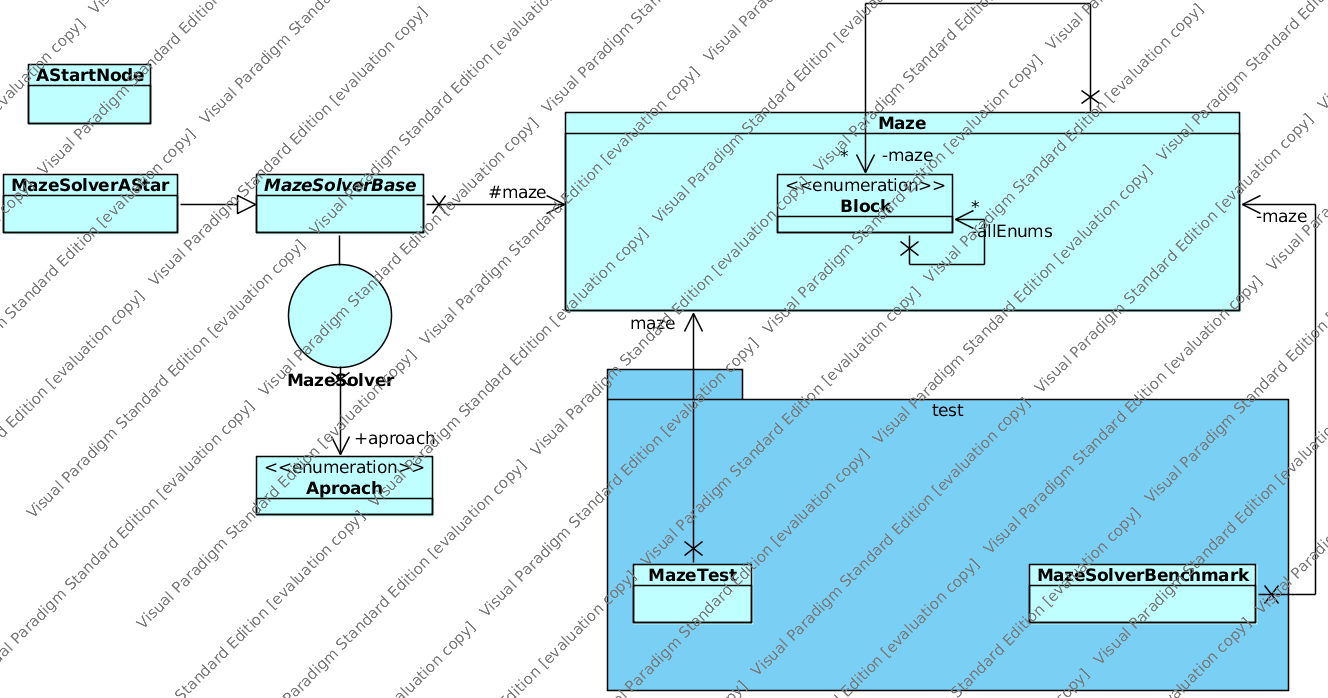 AStartNode
Maze
* -maze
MazeSolverAStar
MazeSolverBase
#maze
<<enumeration>>
Block
*
-allEnums
-maze
maze
MazeSolver
test
+aproach
<<enumeration>>
Aproach
MazeTest
MazeSolverBenchmark
Visual Paradigm Standard Edition [evaluation copy]